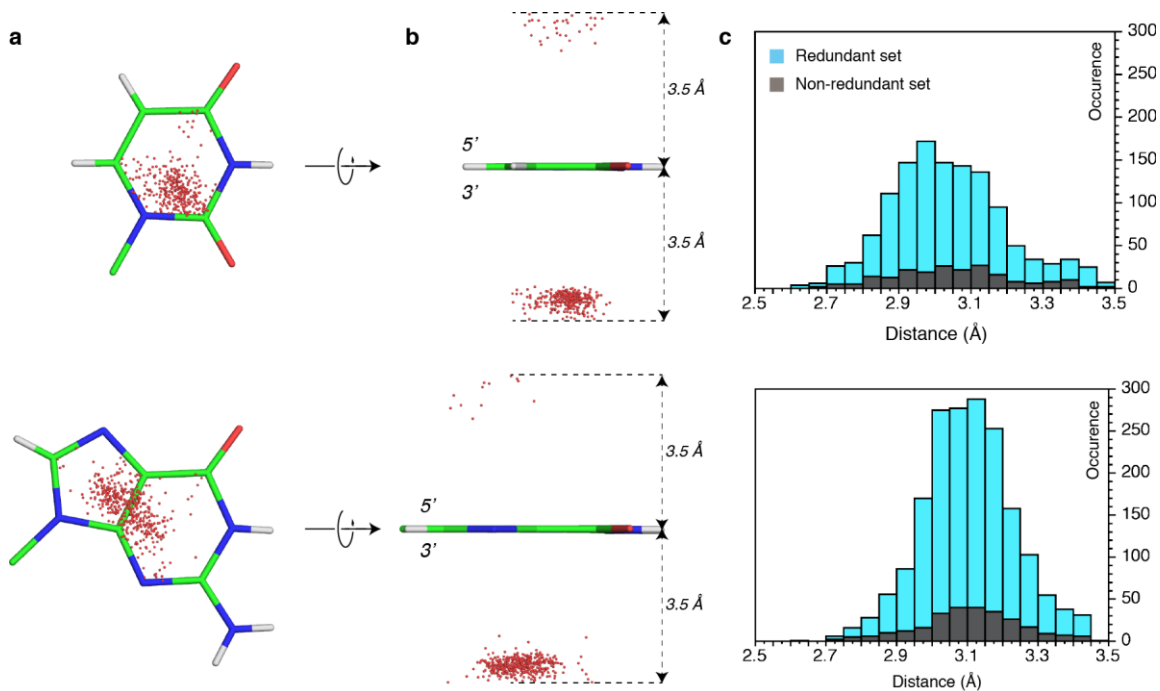 a
b
c
5'
3'
3.5 Å
3.5 Å
Redundant set
Non-redundant set
Occurence
300
250
200
150
100
50
0
2.5
2.7
2.9
3.1
3.3
3.5
Distance (Å)
5'
3'
3.5 Å
3.5 Å
Occurence
300
250
200
150
100
50
0
2.5
2.7
2.9
3.1
3.3
3.5
Distance (Å)